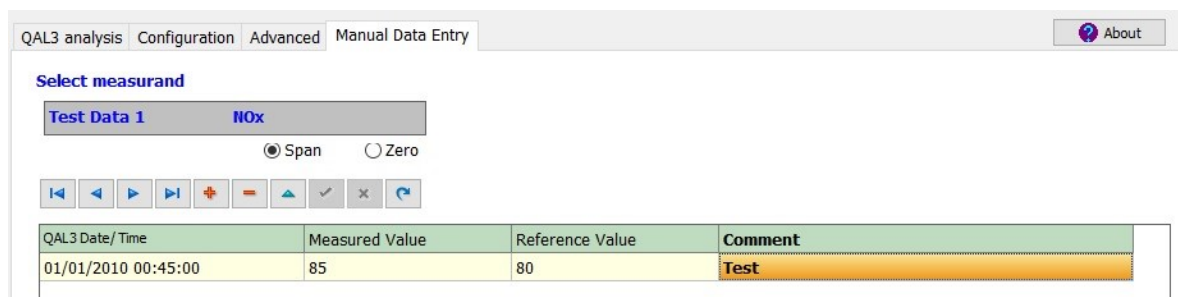 QAL3 analysis Configuration Advanced Manual Data Entry About
Select measurand
Test Data 1 NOx
Span Zero
QAL3 Date/Time Measured Value Reference Value Comment
01/01/2010 00:45:00 85 80 Test